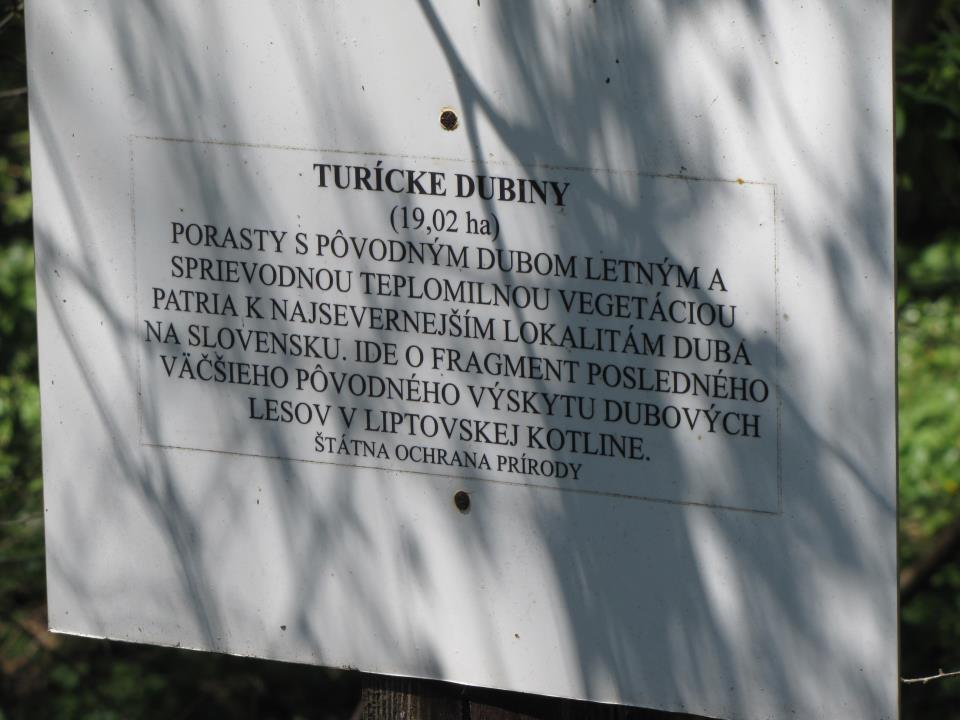 TURÍCKE DUBINY
(19,02 ha)
PORASTY S PÔVODNÝM DUBOM LETNÝM A
SPRIEVODNOU TEPLOMILNOU VEGETÁCIOU
PATRIA K NAJSEVERNEJŠÍM LOKALITÁM DUBA
NA SLOVENSKU. IDE O FRAGMENT POSLEDNÉHO
VÄČŠIEHO PÔVODNÉHO VÝSKYTU DUBOVÝCH
LESOV V LIPTOVSKEJ KOTLINE.
ŠTÁTNA OCHRANA PRÍRODY